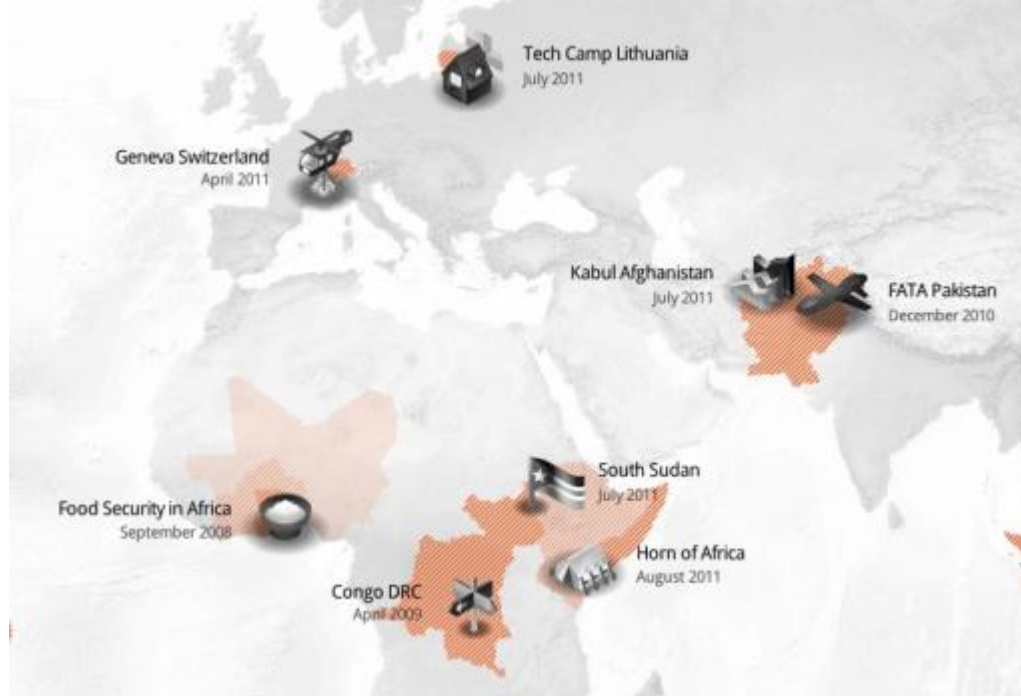 Tech Camp Lithuania
July 2011
Geneva Switzerland
April 2011
Kabul Afghanistan
July 2011
FATA Pakistan
December 2010
South Sudan
July 2011
Food Security in Africa
September 2008
Horn of Africa
August 2011
Congo DRC
April 2009